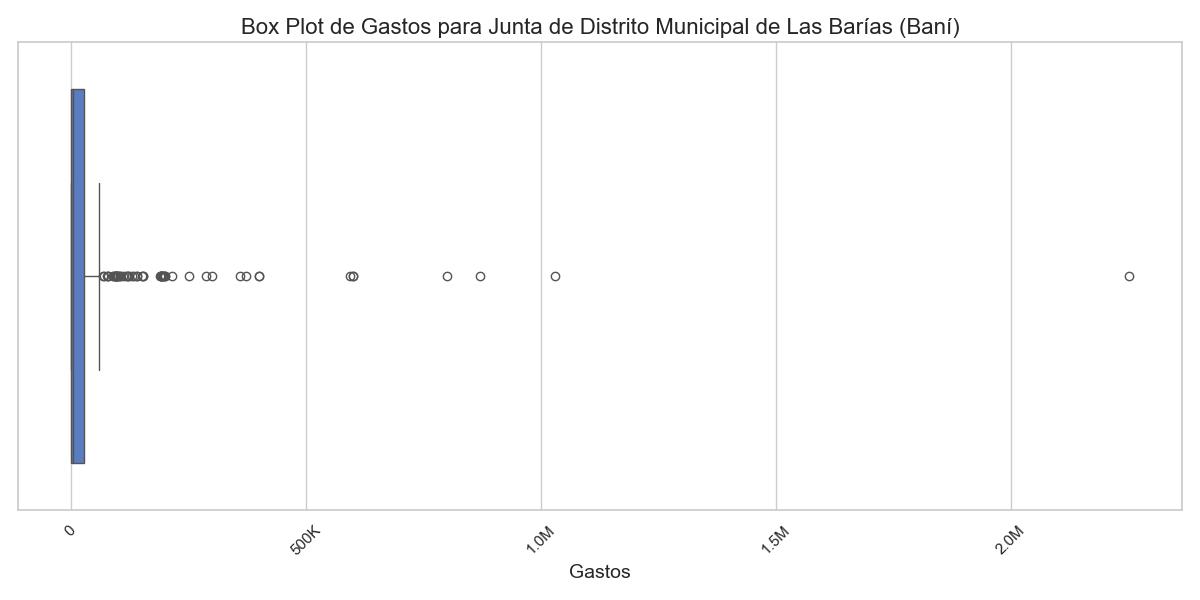 Box Plot de Gastos para Junta de Distrito Municipal de Las Barías (Baní)
0
500K
1.0M
1.5M
2.0M
Gastos